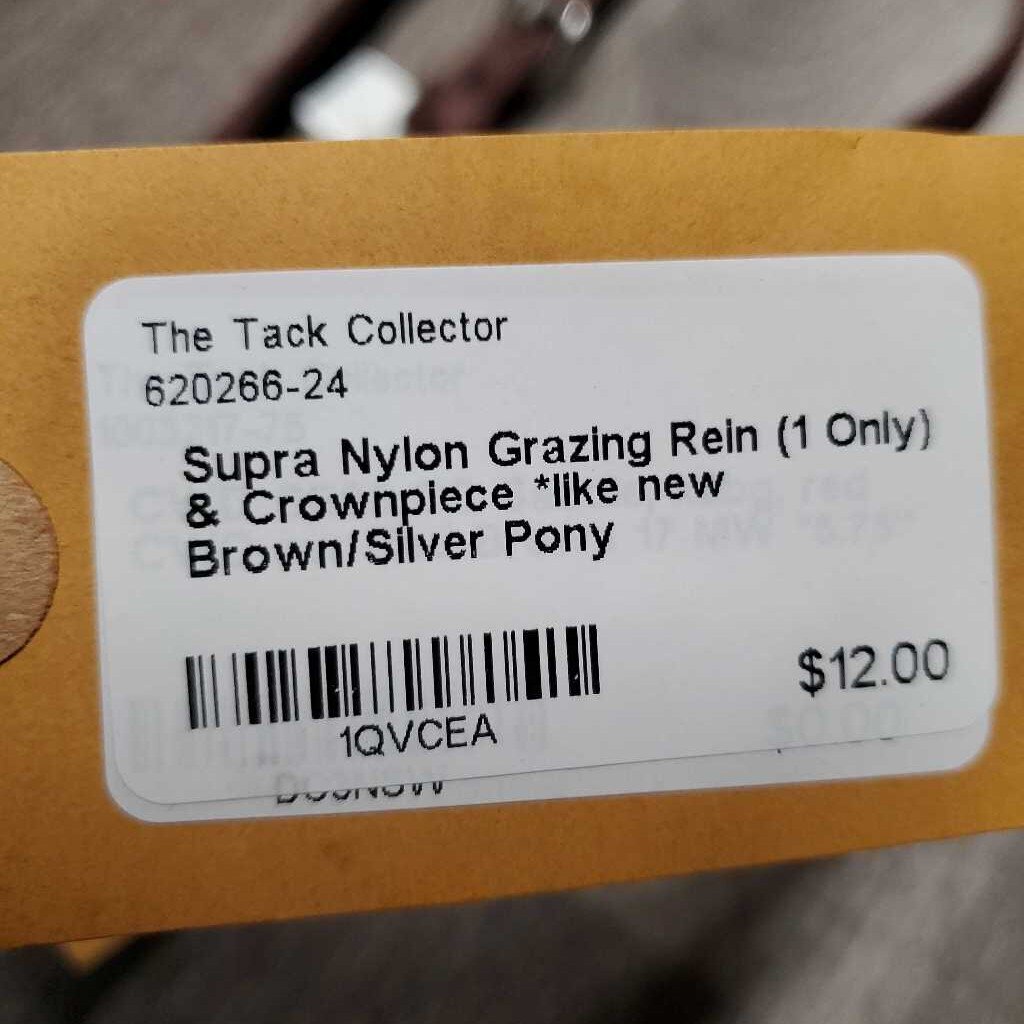 The Tack Collector
620266-24
Supra Nylon Grazing Rein (1 Only)
& Crownpiece *like new
Brown/Silver Pony
1QVCEA
$12.00